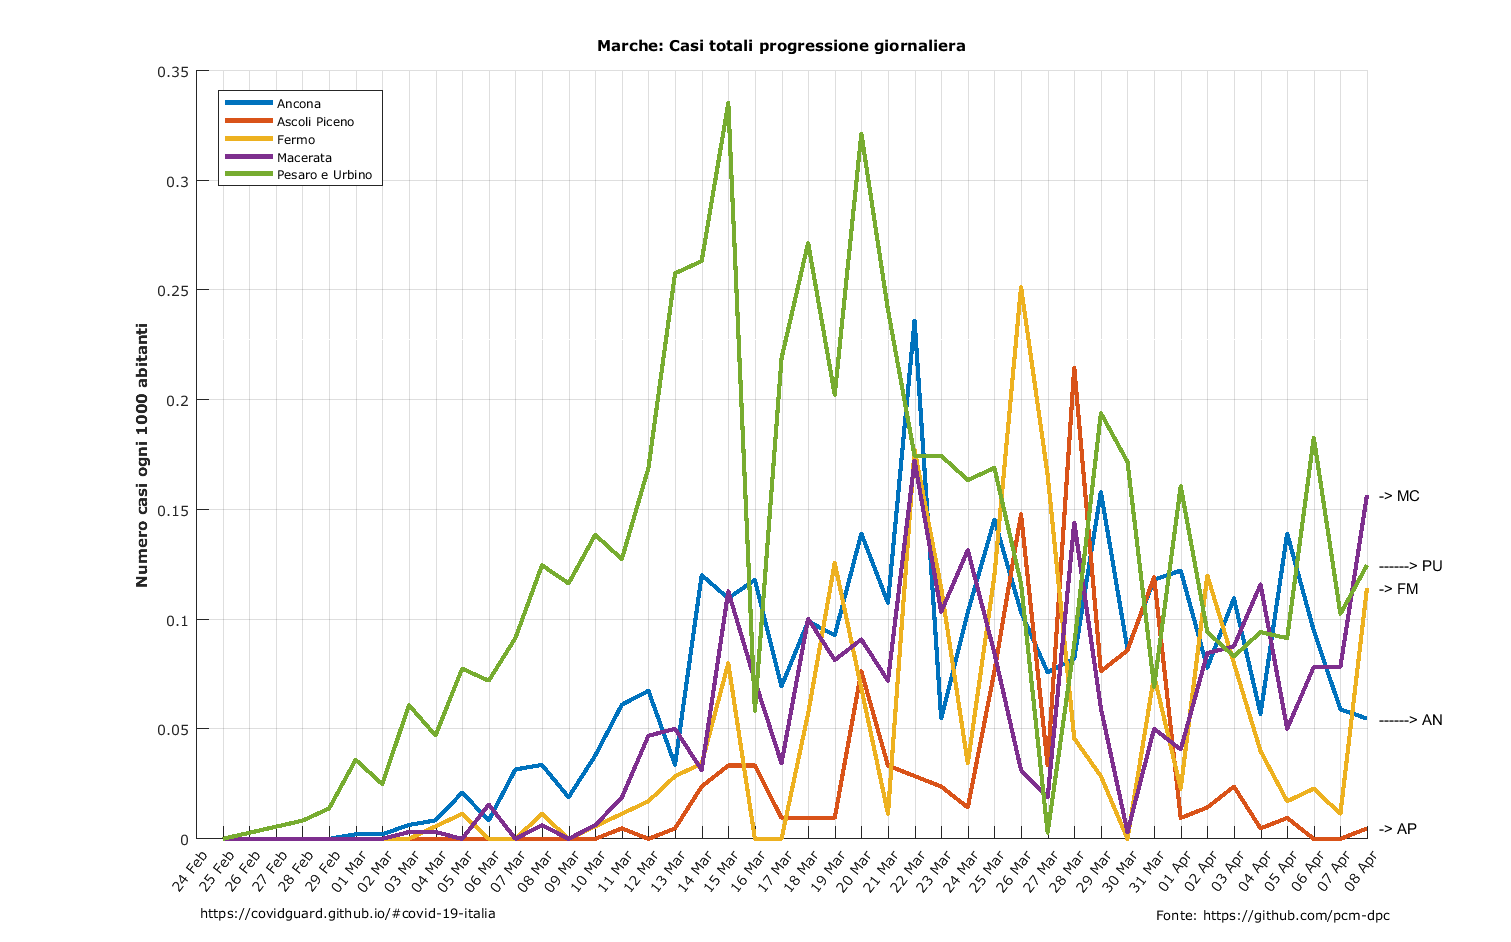 Marche: Casi totali progressione giornaliera
Numero casi ogni 1000 abitanti
0.35
0.3
0.25
0.2
0.15
0.1
0.05
0
Ancona
Ascoli Piceno
Fermo
Macerata
Pesaro e Urbino
-> MC
------> PU
-> FM
------> AN
-> AP
24 Feb
25 Feb
26 Feb
27 Feb
28 Feb
29 Feb
01 Mar
02 Mar
03 Mar
04 Mar
05 Mar
06 Mar
07 Mar
08 Mar
09 Mar
10 Mar
11 Mar
12 Mar
13 Mar
14 Mar
15 Mar
16 Mar
17 Mar
18 Mar
19 Mar
20 Mar
21 Mar
22 Mar
23 Mar
24 Mar
25 Mar
26 Mar
27 Mar
28 Mar
29 Mar
30 Mar
31 Mar
01 Apr
02 Apr
03 Apr
04 Apr
05 Apr
06 Apr
07 Apr
08 Apr
https://covidguard.github.io/#covid-19-italia
Fonte: https://github.com/pcm-dpc